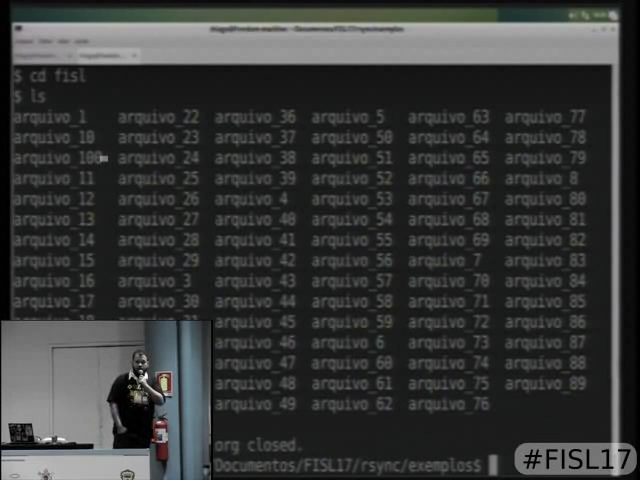 $ cd fisl
$ ls
arquivo_1 arquivo_22 arquivo_36 arquivo_5 arquivo_63 arquivo_77
arquivo_10 arquivo_23 arquivo_37 arquivo_50 arquivo_64 arquivo_78
arquivo_100 arquivo_24 arquivo_38 arquivo_51 arquivo_65 arquivo_79
arquivo_11 arquivo_25 arquivo_39 arquivo_52 arquivo_66 arquivo_8
arquivo_12 arquivo_26 arquivo_4 arquivo_53 arquivo_67 arquivo_80
arquivo_13 arquivo_27 arquivo_40 arquivo_54 arquivo_68 arquivo_81
arquivo_14 arquivo_28 arquivo_41 arquivo_55 arquivo_69 arquivo_82
arquivo_15 arquivo_29 arquivo_42 arquivo_56 arquivo_7 arquivo_83
arquivo_16 arquivo_3 arquivo_43 arquivo_57 arquivo_70 arquivo_84
arquivo_17 arquivo_30 arquivo_44 arquivo_58 arquivo_71 arquivo_85
arquivo_45 arquivo_59 arquivo_72 arquivo_86
arquivo_46 arquivo_6 arquivo_73 arquivo_87
arquivo_47 arquivo_60 arquivo_74 arquivo_88
arquivo_48 arquivo_61 arquivo_75 arquivo_89
arquivo_49 arquivo_62 arquivo_76
org closed.
Documentos/FISL17/rsync/exemplos$
#FISL17